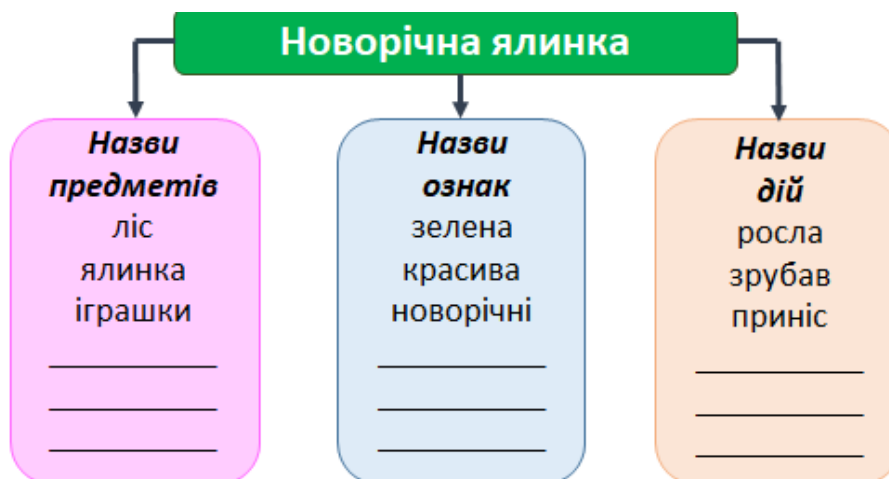 Новорічна ялинка
Назви
предметів
ліс
ялинка
іграшки
Назви
ознак
зелена
красива
новорічні
Назви
дій
росла
зрубав
приніс